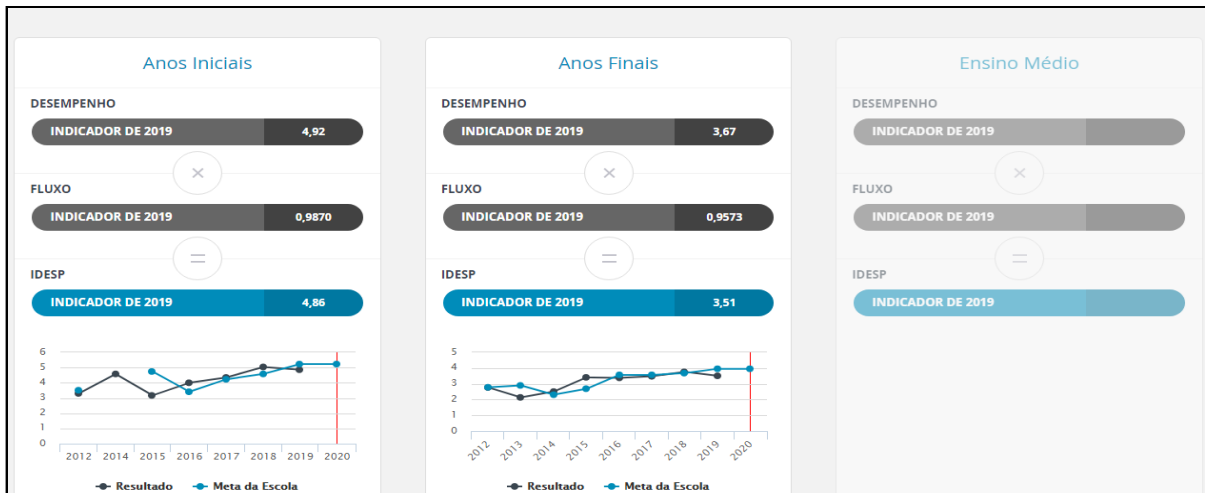 Anos Iniciais
DESEMPENHO
INDICADOR DE 2019 4,92
×
FLUXO
INDICADOR DE 2019 0,9870
=
IDESP
INDICADOR DE 2019 4,86
6
5
4
3
2
1
0
2012 2014 2015 2016 2017 2018 2019 2020
Resultado Meta da Escola
Anos Finais
DESEMPENHO
INDICADOR DE 2019 3,67
×
FLUXO
INDICADOR DE 2019 0,9573
=
IDESP
INDICADOR DE 2019 3,51
5
4
3
2
1
0
2012 2013 2014 2015 2016 2017 2018 2019 2020
Resultado Meta da Escola
Ensino Médio
DESEMPENHO
INDICADOR DE 2019
×
FLUXO
INDICADOR DE 2019
=
IDESP
INDICADOR DE 2019